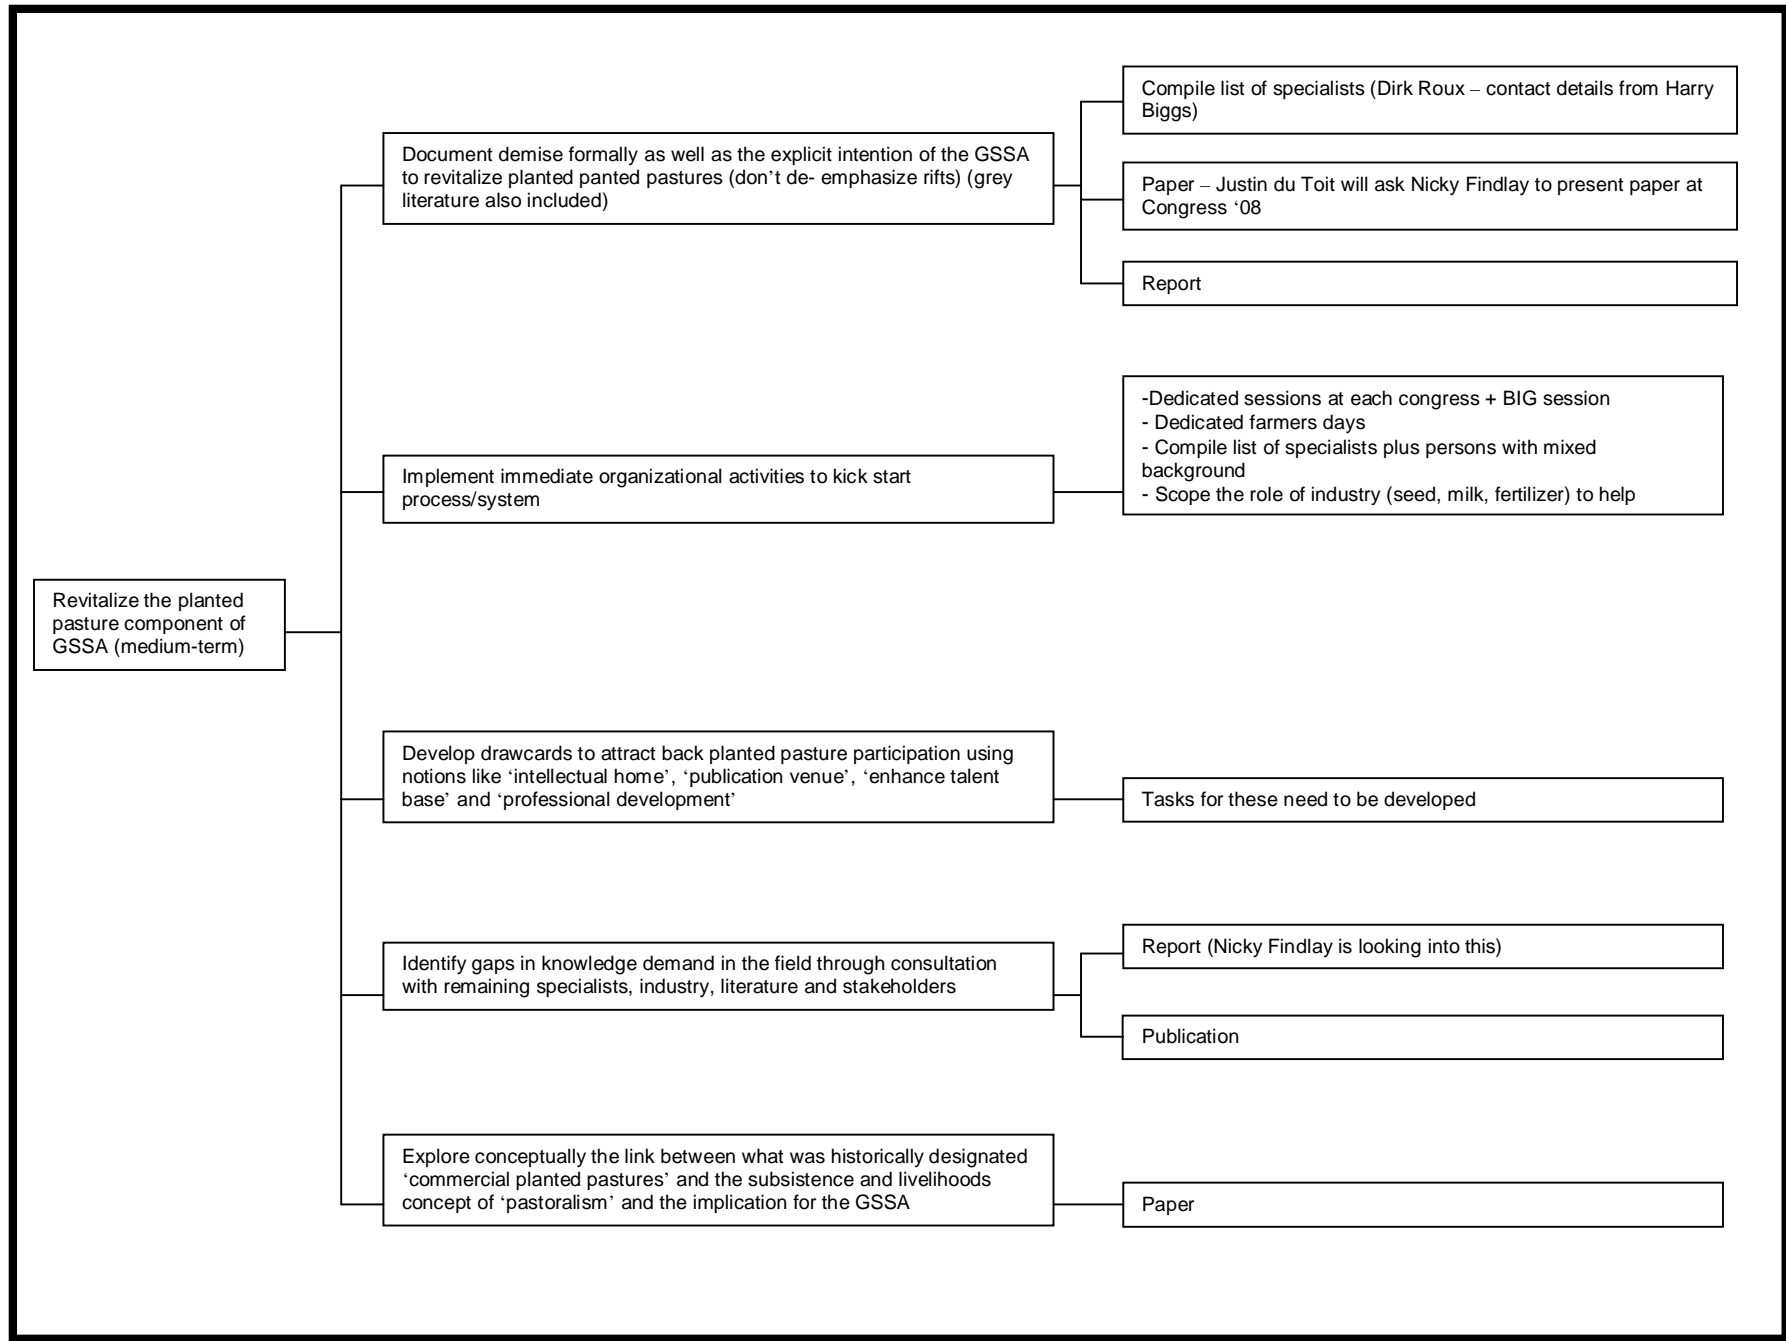 Revitalize the planted
pasture component of
GSSA (medium-term)
Document demise formally as well as the explicit intention of the GSSA
to revitalize planted panted pastures (don’t de- emphasize rifts) (grey
literature also included)
Compile list of specialists (Dirk Roux – contact details from Harry
Biggs)
Paper – Justin du Toit will ask Nicky Findlay to present paper at
Congress ‘08
Report
Implement immediate organizational activities to kick start
process/system
-Dedicated sessions at each congress + BIG session
- Dedicated farmers days
- Compile list of specialists plus persons with mixed
background
- Scope the role of industry (seed, milk, fertilizer) to help
Develop drawcards to attract back planted pasture participation using
notions like ‘intellectual home’, ‘publication venue’, ‘enhance talent
base’ and ‘professional development’
Tasks for these need to be developed
Identify gaps in knowledge demand in the field through consultation
with remaining specialists, industry, literature and stakeholders
Report (Nicky Findlay is looking into this)
Publication
Explore conceptually the link between what was historically designated
‘commercial planted pastures’ and the subsistence and livelihoods
concept of ‘pastoralism’ and the implication for the GSSA
Paper